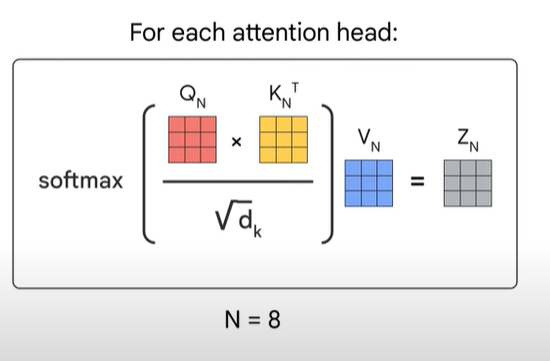 For each attention head:
Q_N K_N^T
softmax ( × / √d_k ) V_N = Z_N
N = 8